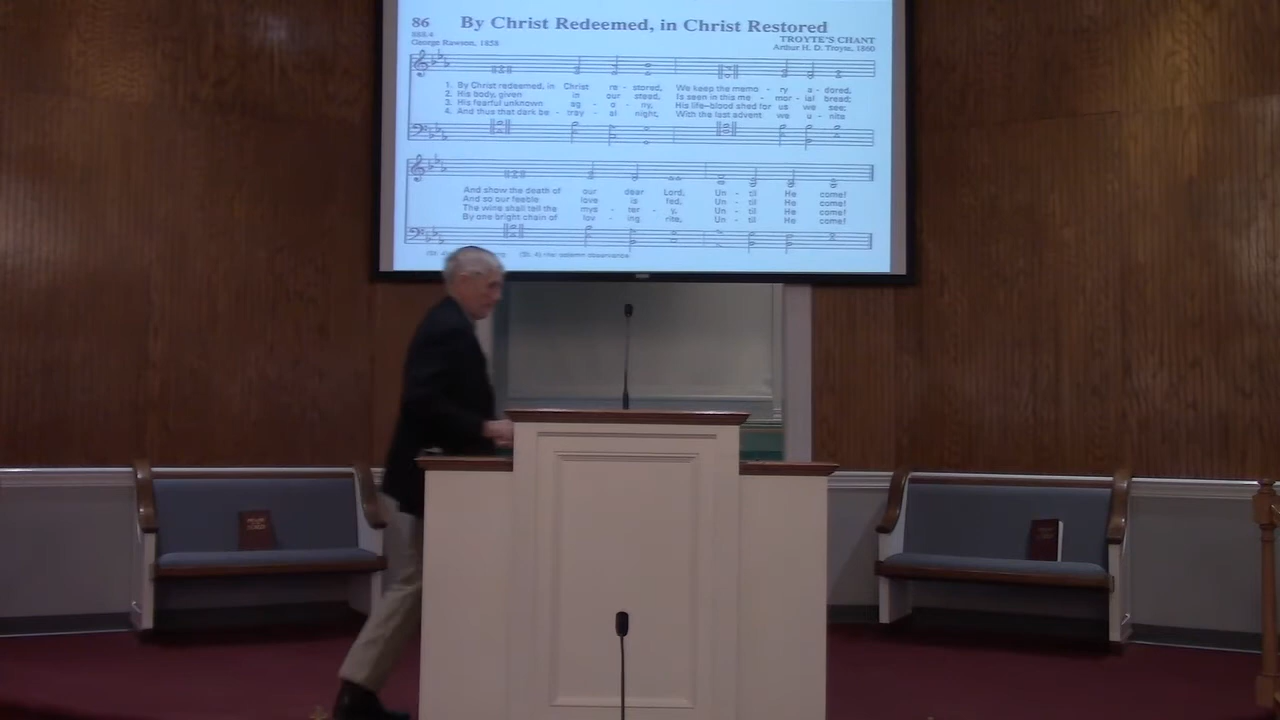 86 By Christ Redeemed, in Christ Restored
888.4 TROYTE'S CHANT
George Rawson, 1858 Arthur H. D. Troyte, 1860
1. By Christ redeemed, in Christ re - stored, We keep the memo - ry a - dored,
2. His body, given in our stead, Is seen in this me - mor - ial bread;
3. His fearful unknown ag - o - ny, His life-blood shed for us we see;
4. And thus that dark be - tray - al night, With the last advent we u - nite
And show the death of our dear Lord, Un - til He come!
And so our feeble love is fed, Un - til He come!
The wine shall tell the mys - ter - y, Un - til He come!
By one bright chain of lov - ing rite, Un - til He come!
(St. 4) rite: solemn observance